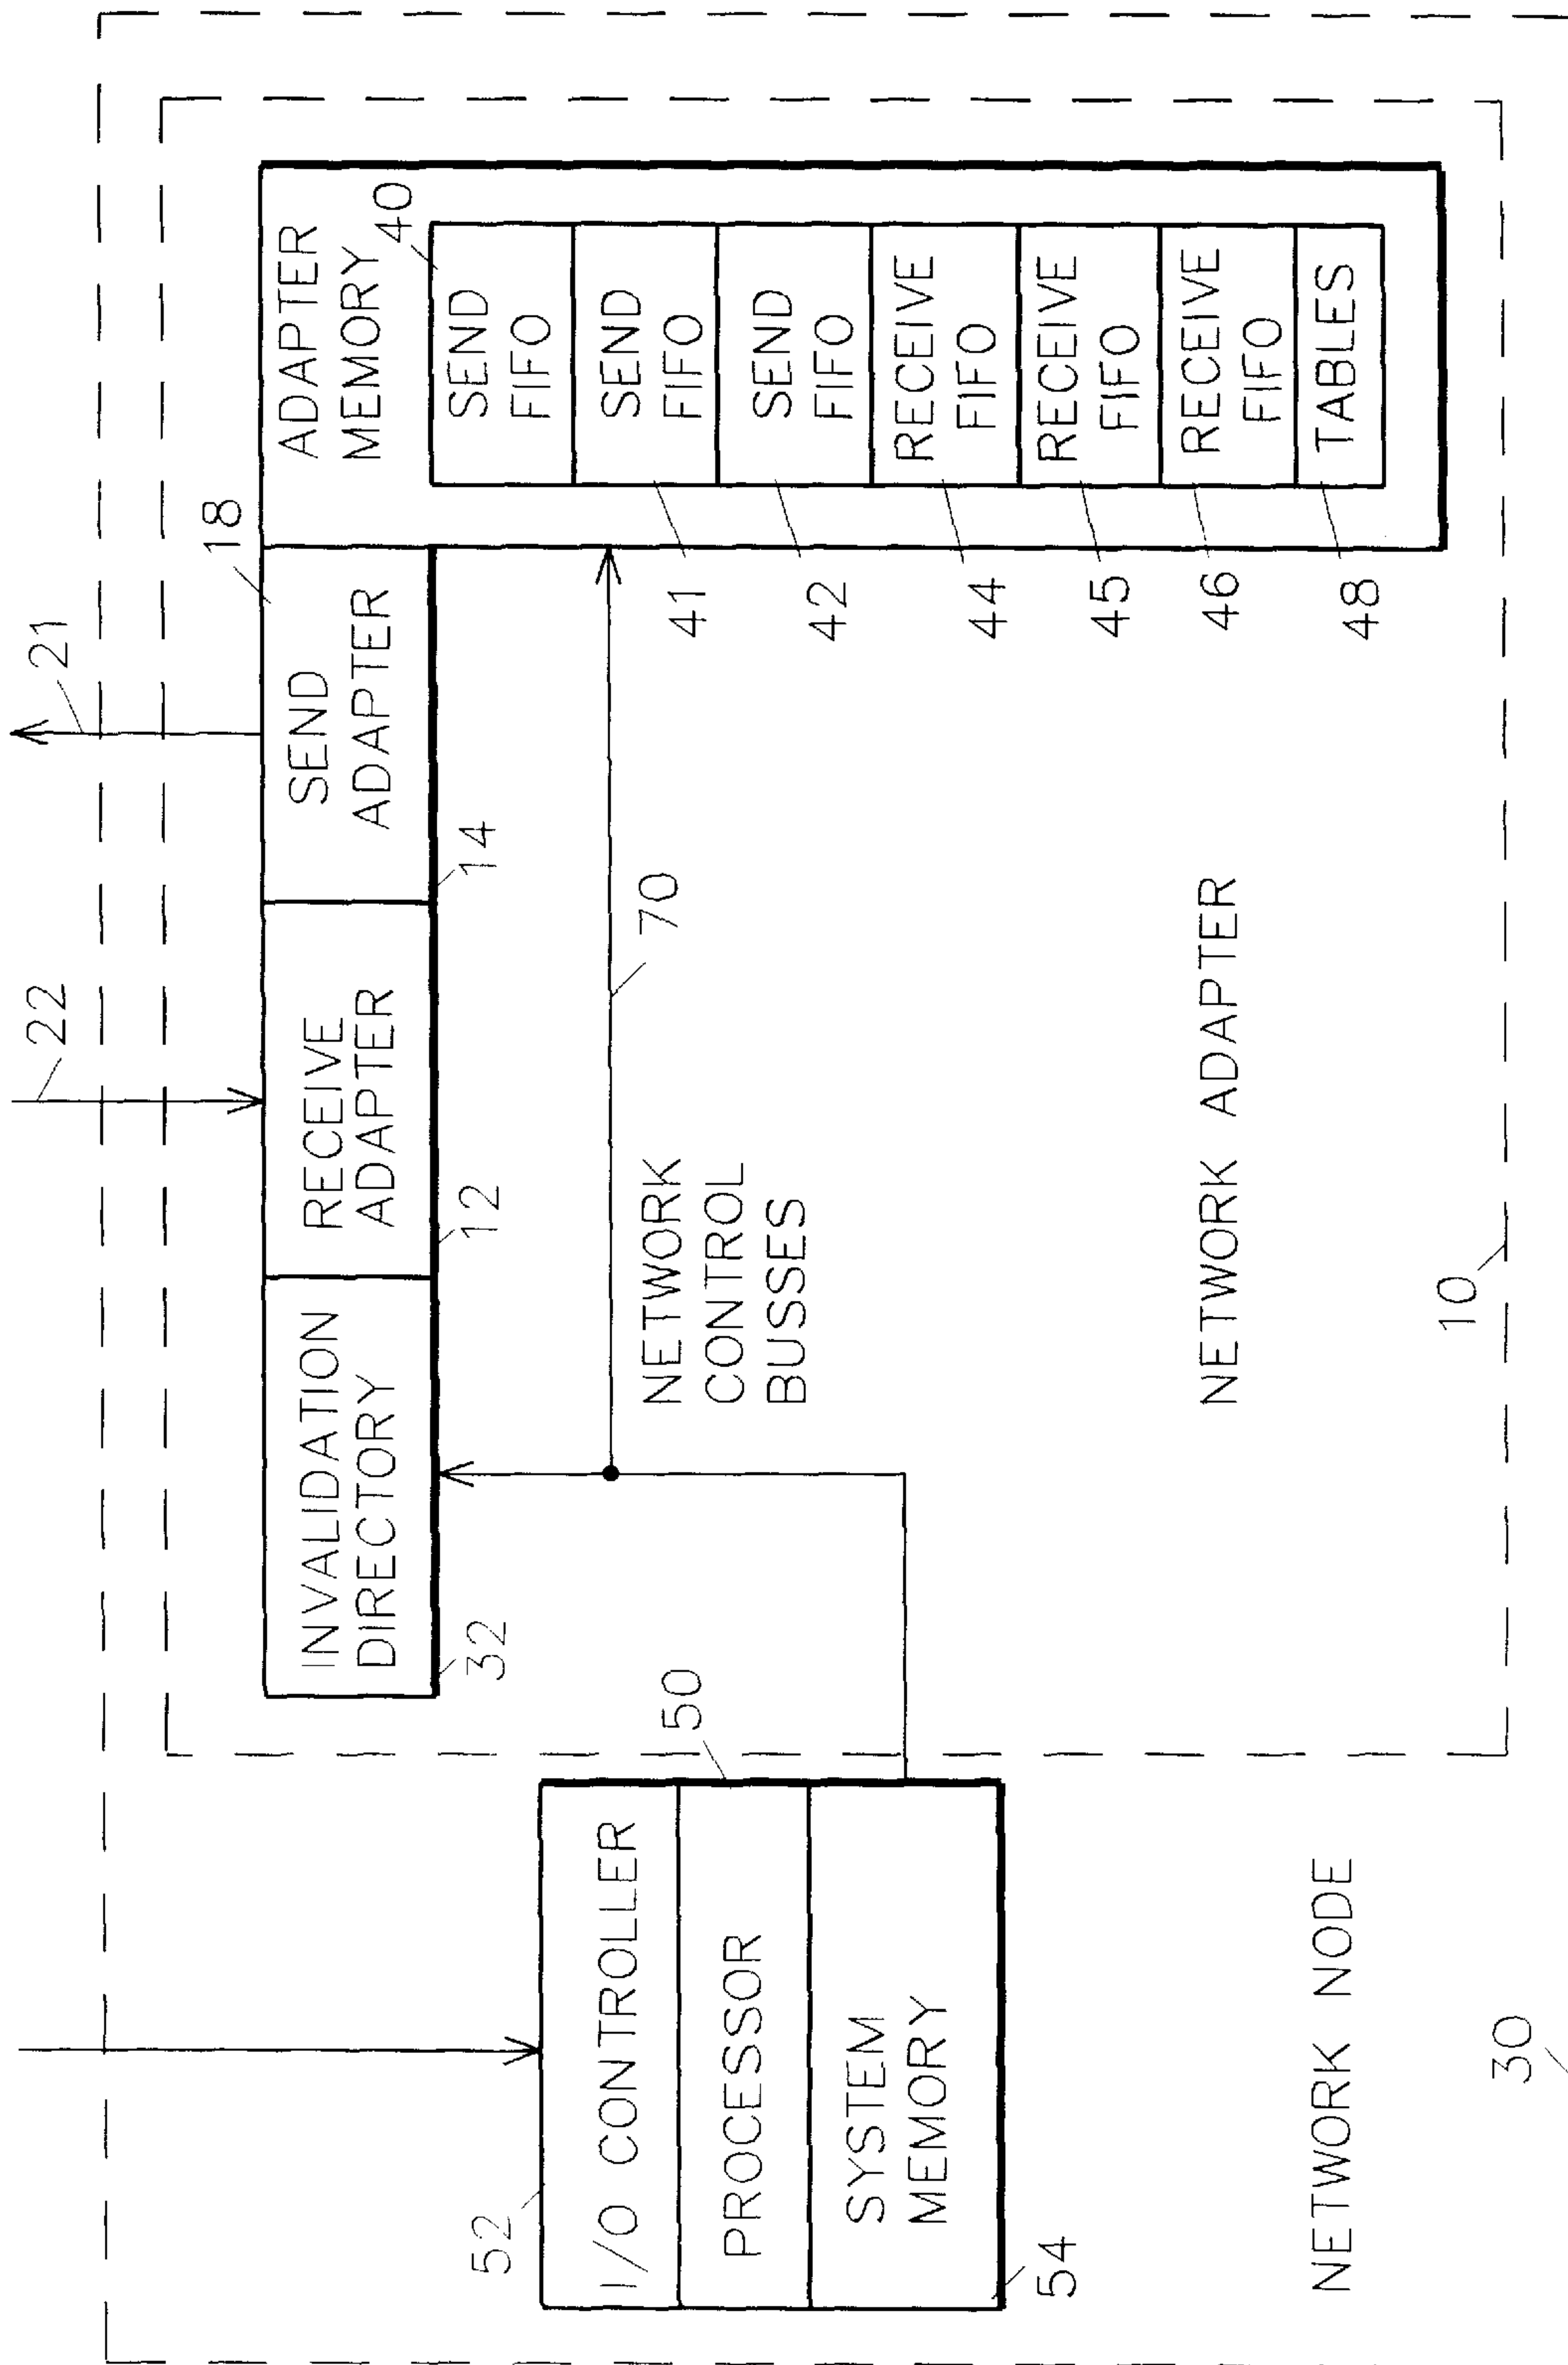 22
21
18
INVALIDATION
DIRECTORY
RECEIVE
ADAPTER
SEND
ADAPTER
ADAPTER
MEMORY
32
12
14
40
SEND
FIFO
SEND
FIFO
SEND
FIFO
RECEIVE
FIFO
RECEIVE
FIFO
RECEIVE
FIFO
TABLES
41
42
44
45
46
48
70
NETWORK
CONTROL
BUSSES
52
50
I/O CONTROLLER
PROCESSOR
SYSTEM
MEMORY
54
NETWORK ADAPTER
10
NETWORK NODE
30